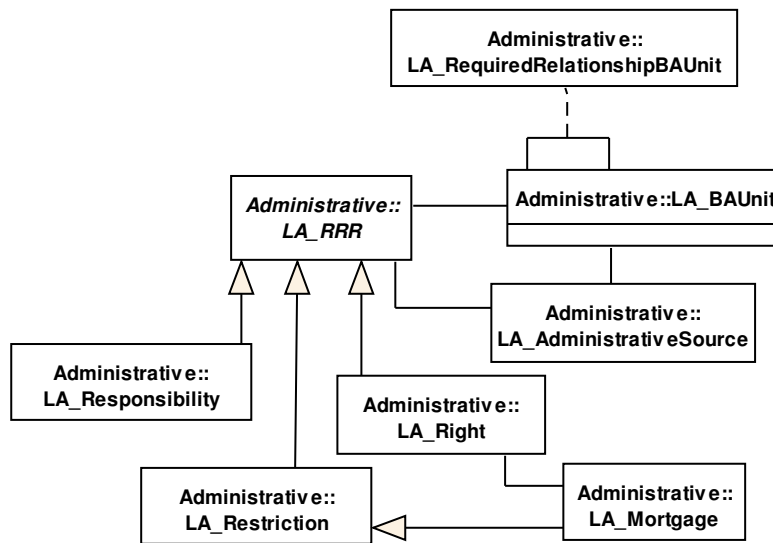 Administrative::
LA_RequiredRelationshipBAUnit
Administrative::
LA_RRR
Administrative::LA_BAUnit
Administrative::
LA_AdministrativeSource
Administrative::
LA_Responsibility
Administrative::
LA_Right
Administrative::
LA_Restriction
Administrative::
LA_Mortgage